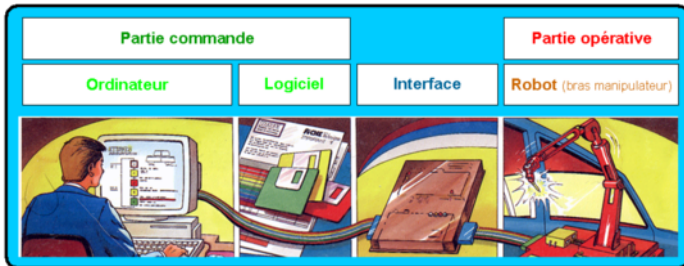 Partie commande
Partie opérative
Ordinateur
Logiciel
Interface
Robot (bras manipulateur)